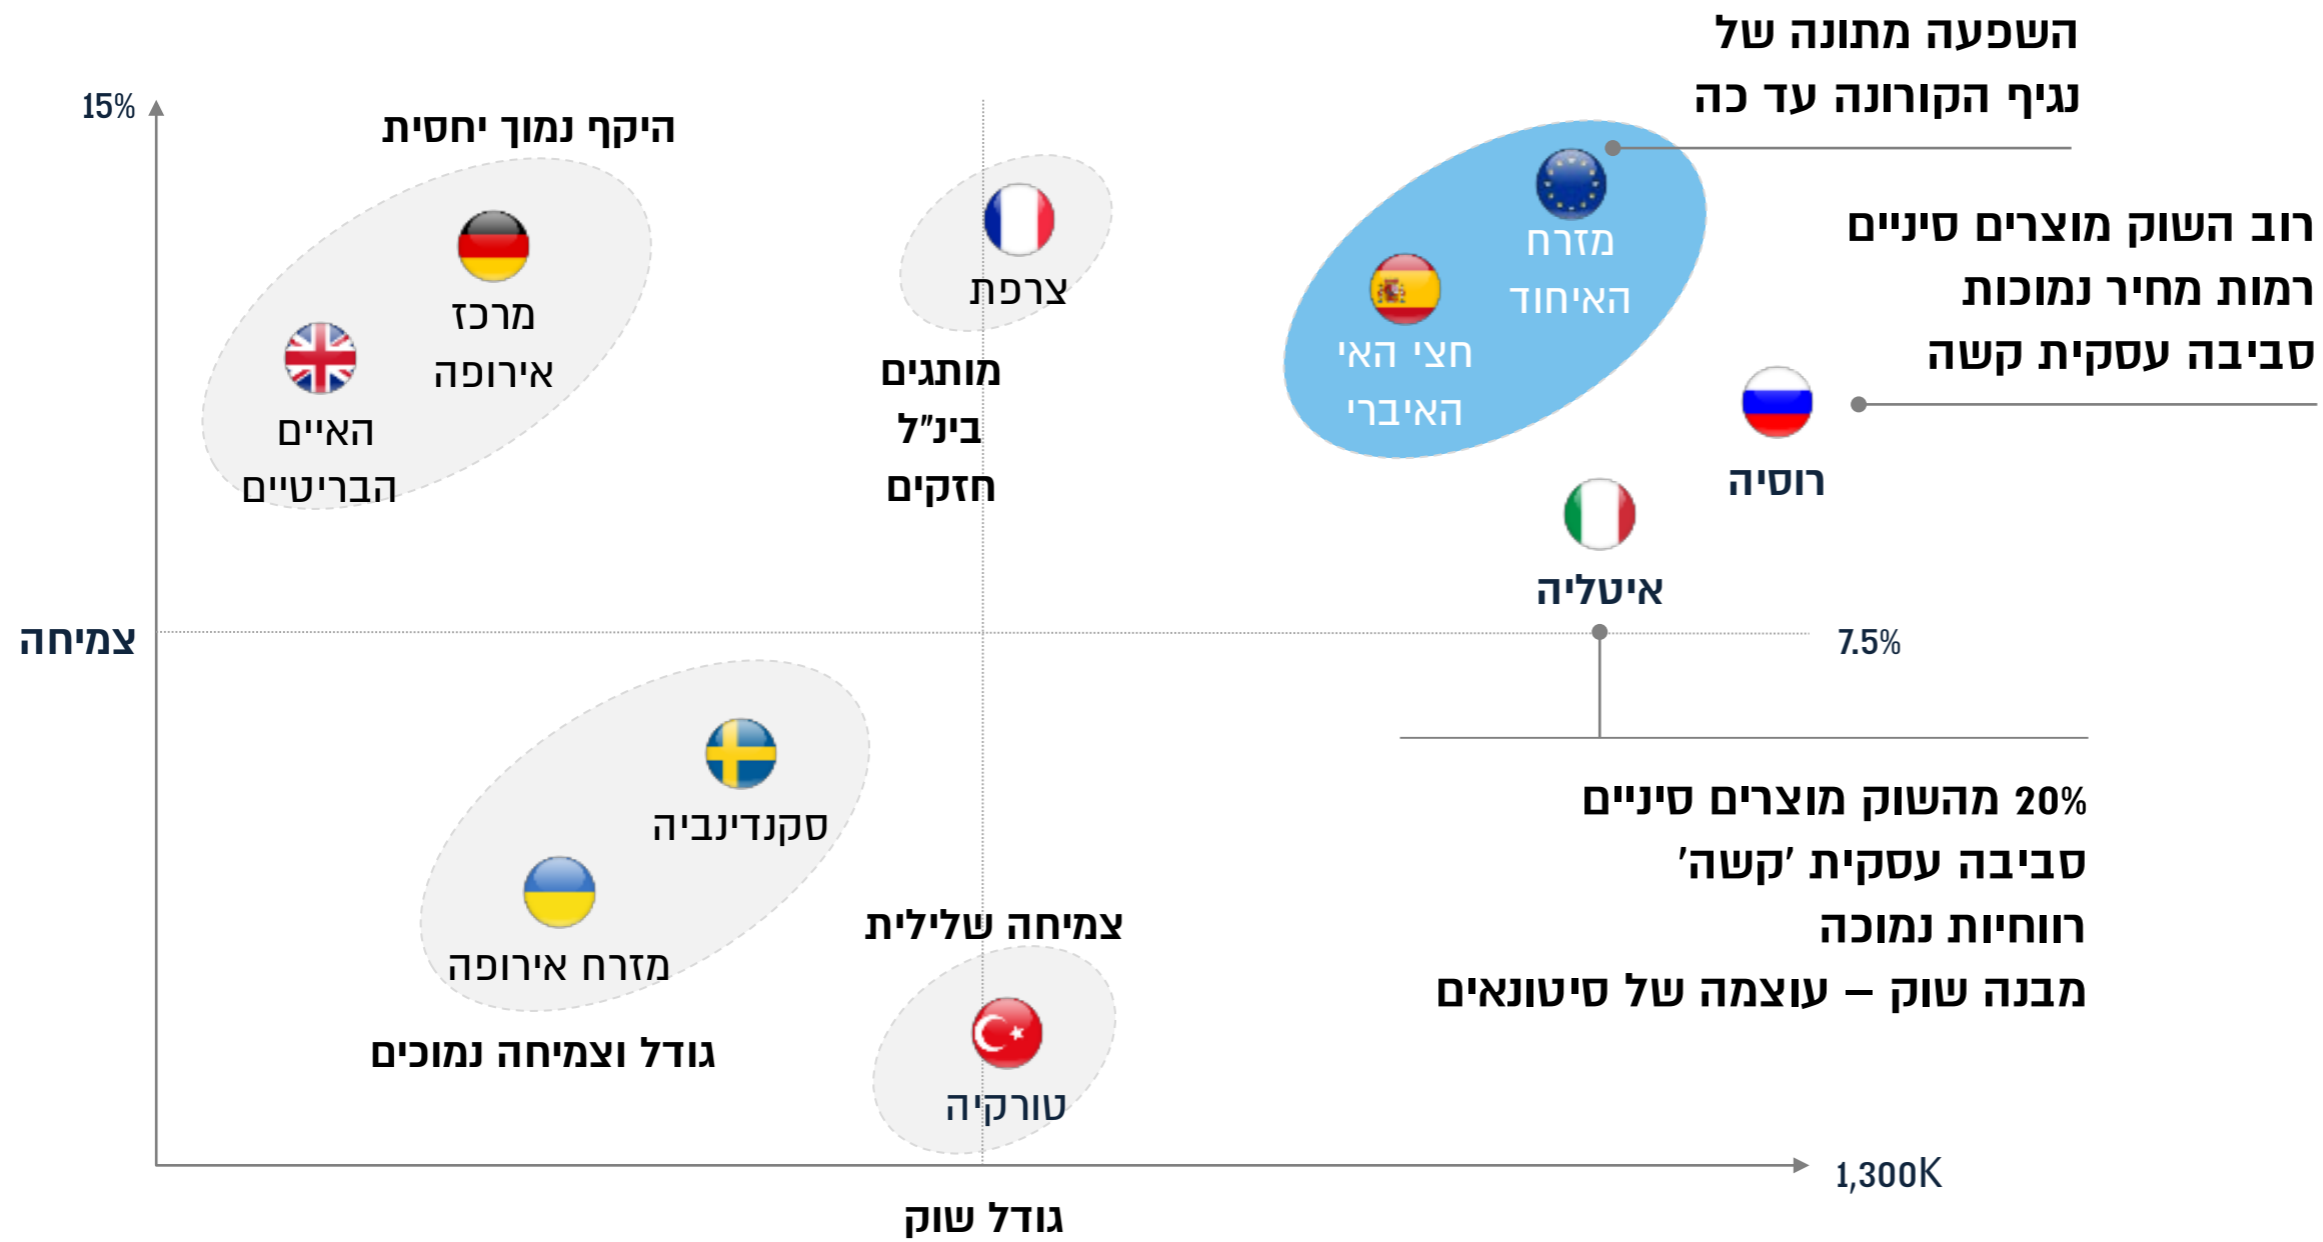 השפעה מתונה של
נגיף הקורונה עד כה
15%
היקף נמוך יחסית
רוב השוק מוצרים סיניים
רמות מחיר נמוכות
סביבה עסקית קשה
מזרח
האיחוד
חצי האי
האיברי
צרפת
מרכז
אירופה
האיים
הבריטיים
מותגים
בינ"ל
חזקים
רוסיה
איטליה
צמיחה
7.5%
סקנדינביה
מזרח אירופה
גודל וצמיחה נמוכים
צמיחה שלילית
טורקיה
20% מהשוק מוצרים סיניים
סביבה עסקית 'קשה'
רווחיות נמוכה
מבנה שוק – עוצמה של סיטונאים
1,300K
גודל שוק